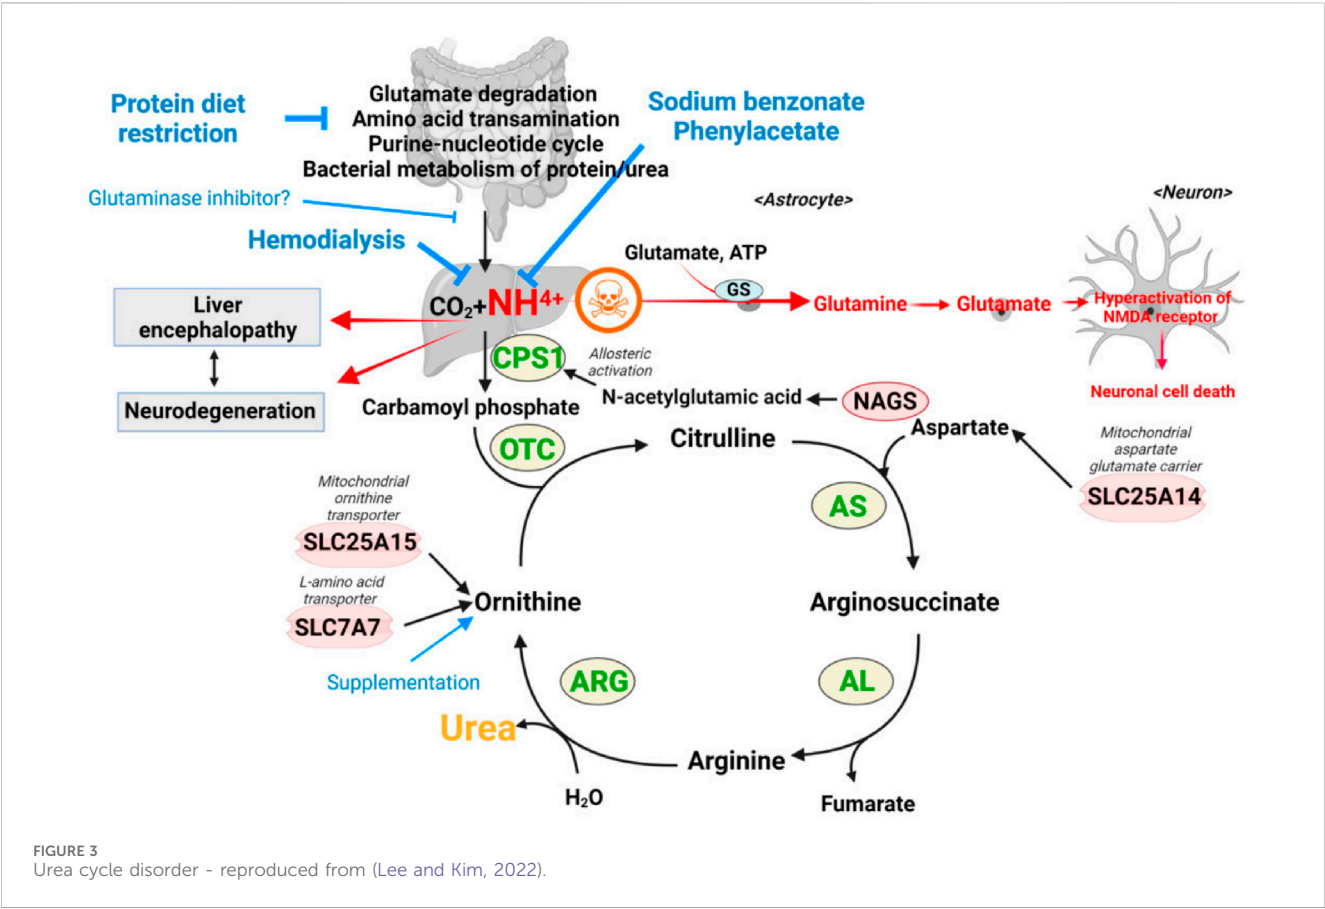 Protein diet
restriction
Glutamate degradation
Amino acid transamination
Purine-nucleotide cycle
Bacterial metabolism of protein/urea
Sodium benzonate
Phenylacetate
Glutaminase inhibitor?
Hemodialysis
<Astrocyte>
<Neuron>
Glutamate, ATP
GS
CO2+NH4+
Glutamine
Glutamate
Hyperactivation of
NMDA receptor
Neuronal cell death
Liver
encephalopathy
Neurodegeneration
CPS1
Allosteric
activation
N-acetylglutamic acid
NAGS
Carbamoyl phosphate
OTC
Citrulline
Aspartate
Mitochondrial
aspartate
glutamate carrier
SLC25A14
AS
Mitochondrial
ornithine
transporter
SLC25A15
L-amino acid
transporter
SLC7A7
Ornithine
Arginosuccinate
Supplementation
ARG
AL
Urea
Arginine
H2O
Fumarate
FIGURE 3
Urea cycle disorder - reproduced from (Lee and Kim, 2022).